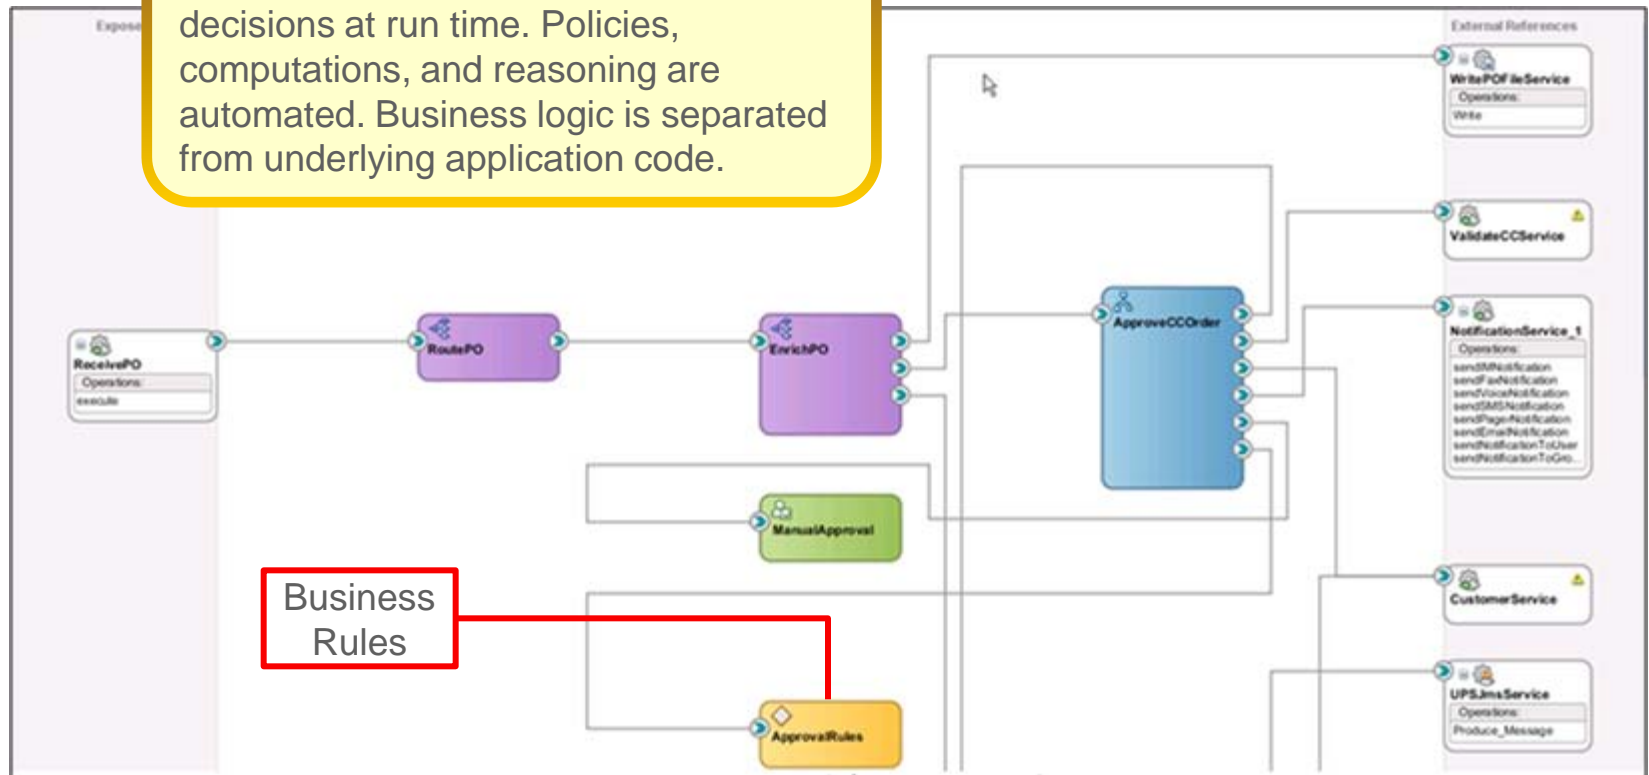 decisions at run time. Policies,
computations, and reasoning are
automated. Business logic is separated
from underlying application code.
Expose
External References
WritePOFileService
Operations:
Write
ValidateCCService
ReceivePO
Operations:
execute
RoutePO
EnrichPO
ApproveCCOrder
NotificationService_1
Operations:
sendIMNotification
sendFaxNotification
sendVoiceNotification
sendSMSNotification
sendPagerNotification
sendEmailNotification
sendNotificationToUser
sendNotificationToGro...
ManualApproval
Business
Rules
CustomerService
ApprovalRules
UPSJmsService
Operations:
Produce_Message